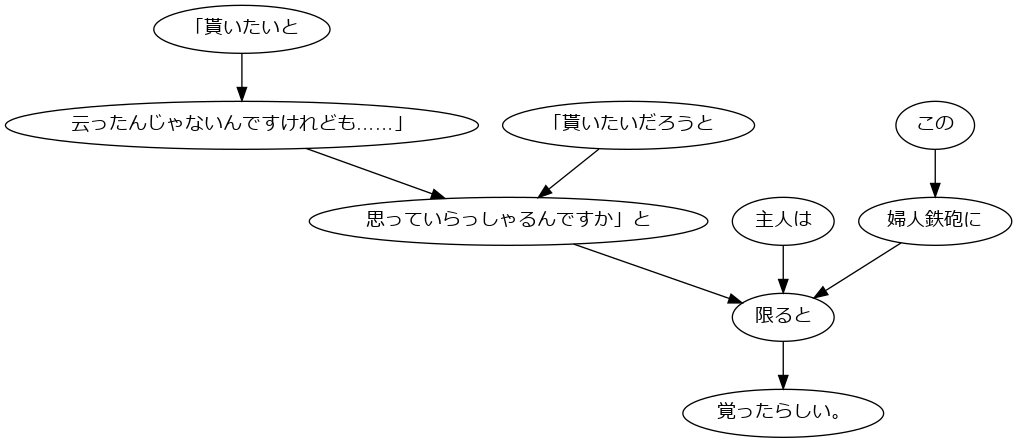 「貰いたいと
云ったんじゃないんですけれども……」
「貰いたいだろうと
この
思っていらっしゃるんですか」と
主人は
婦人鉄砲に
限ると
覚ったらしい。